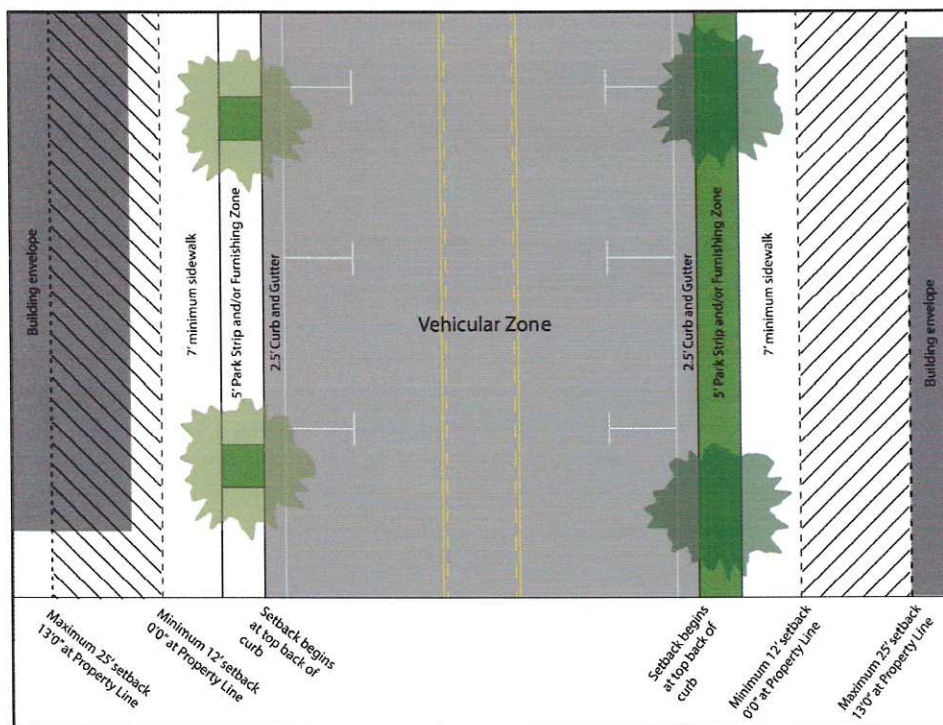 Building envelope
7' minimum sidewalk
5' Park Strip and/or Furnishing Zone
2.5' Curb and Gutter
Vehicular Zone
2.5' Curb and Gutter
5' Park Strip and/or Furnishing Zone
7' minimum sidewalk
Building envelope
Maximum 25' setback
13'0" at Property Line
Minimum 12' setback
0'0" at Property Line
Setback begins
at top back of
curb
Setback begins
at top back of
curb
Minimum 12' setback
0'0" at Property Line
Maximum 25' setback
13'0" at Property Line